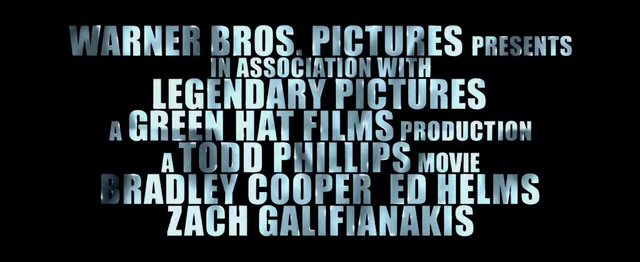 WARNER BROS. PICTURES PRESENTS
IN ASSOCIATION WITH
LEGENDARY PICTURES
A GREEN HAT FILMS PRODUCTION
A TODD PHILLIPS MOVIE
BRADLEY COOPER ED HELMS
ZACH GALIFIANAKIS